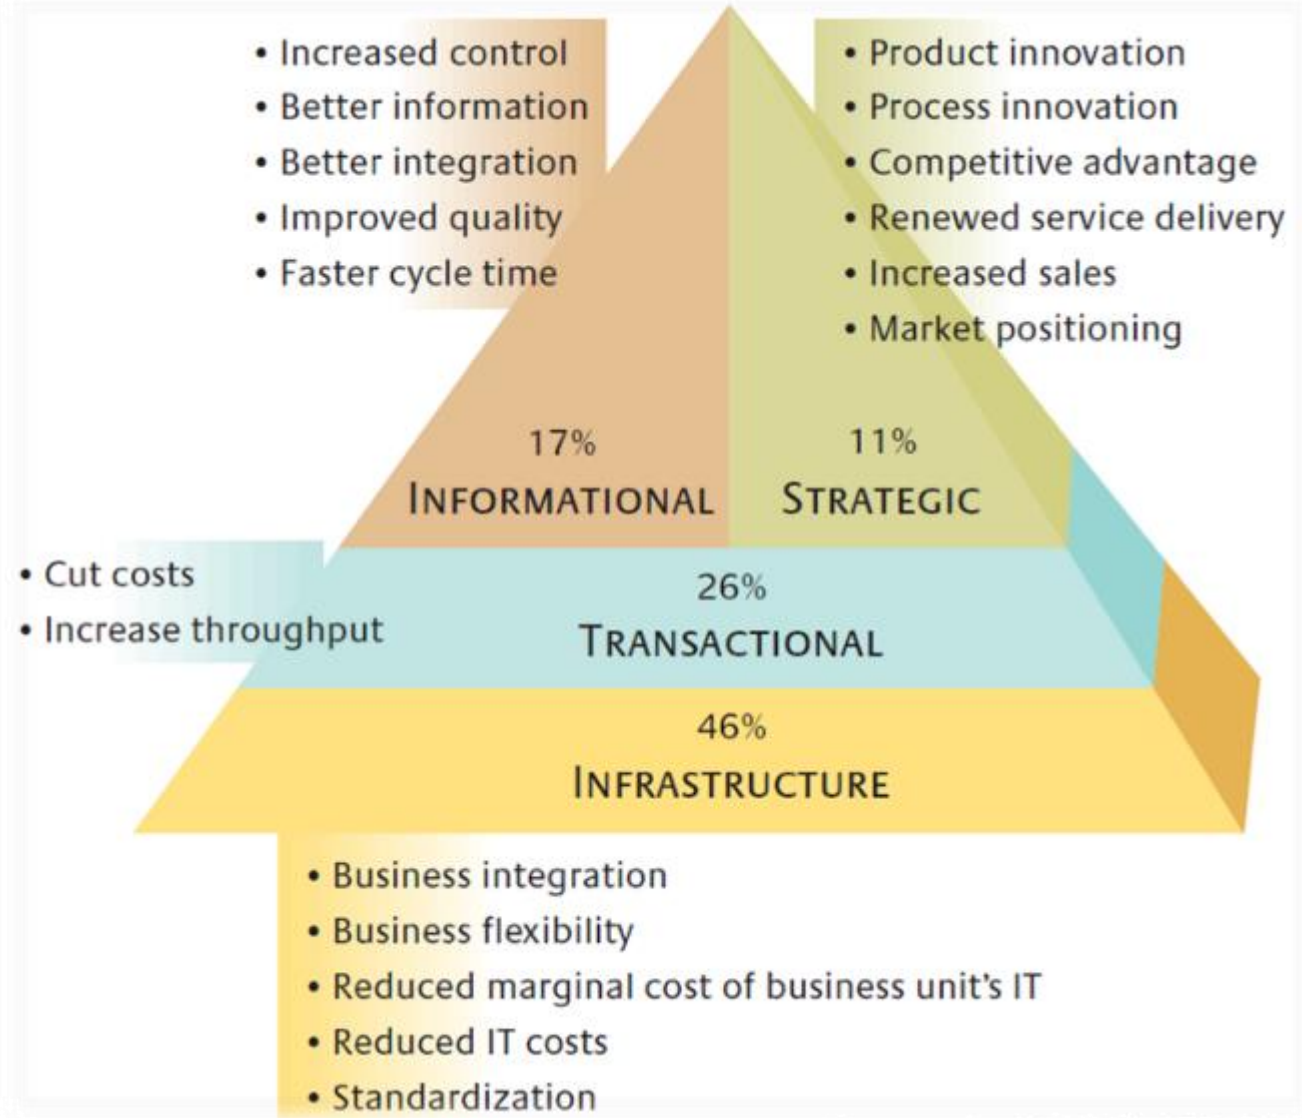 • Increased control
• Better information
• Better integration
• Improved quality
• Faster cycle time
• Product innovation
• Process innovation
• Competitive advantage
• Renewed service delivery
• Increased sales
• Market positioning
17%
INFORMATIONAL
11%
STRATEGIC
• Cut costs
• Increase throughput
26%
TRANSACTIONAL
46%
INFRASTRUCTURE
• Business integration
• Business flexibility
• Reduced marginal cost of business unit's IT
• Reduced IT costs
• Standardization